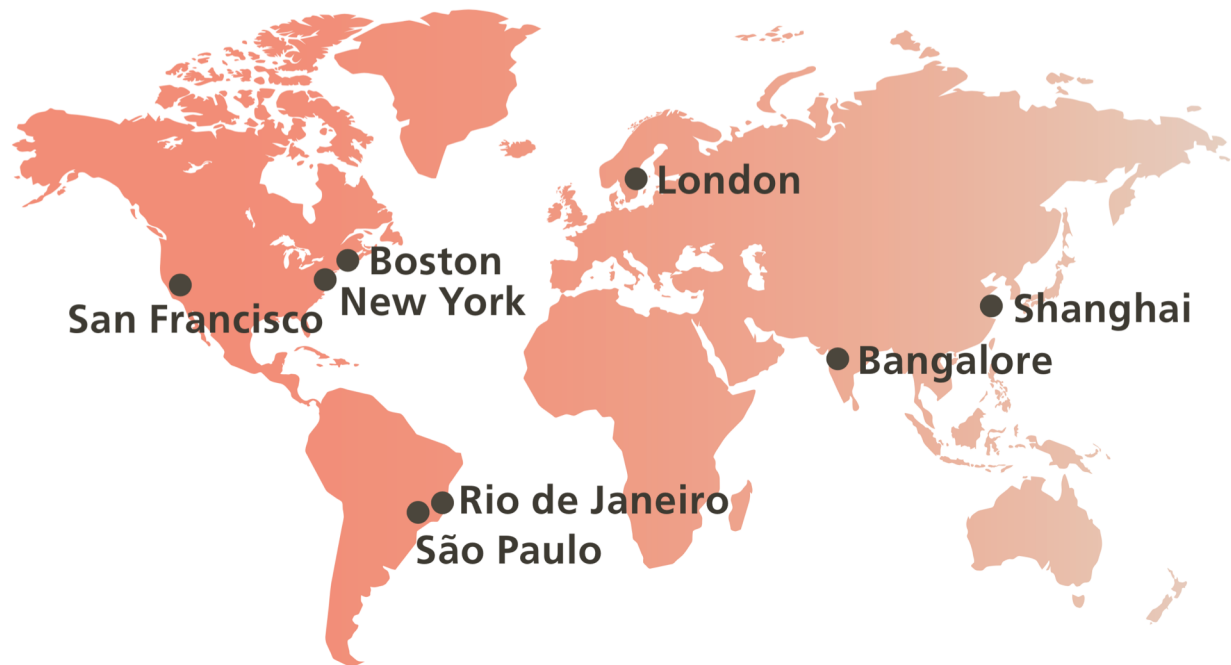 London
Boston
New York
San Francisco
Shanghai
Bangalore
Rio de Janeiro
São Paulo